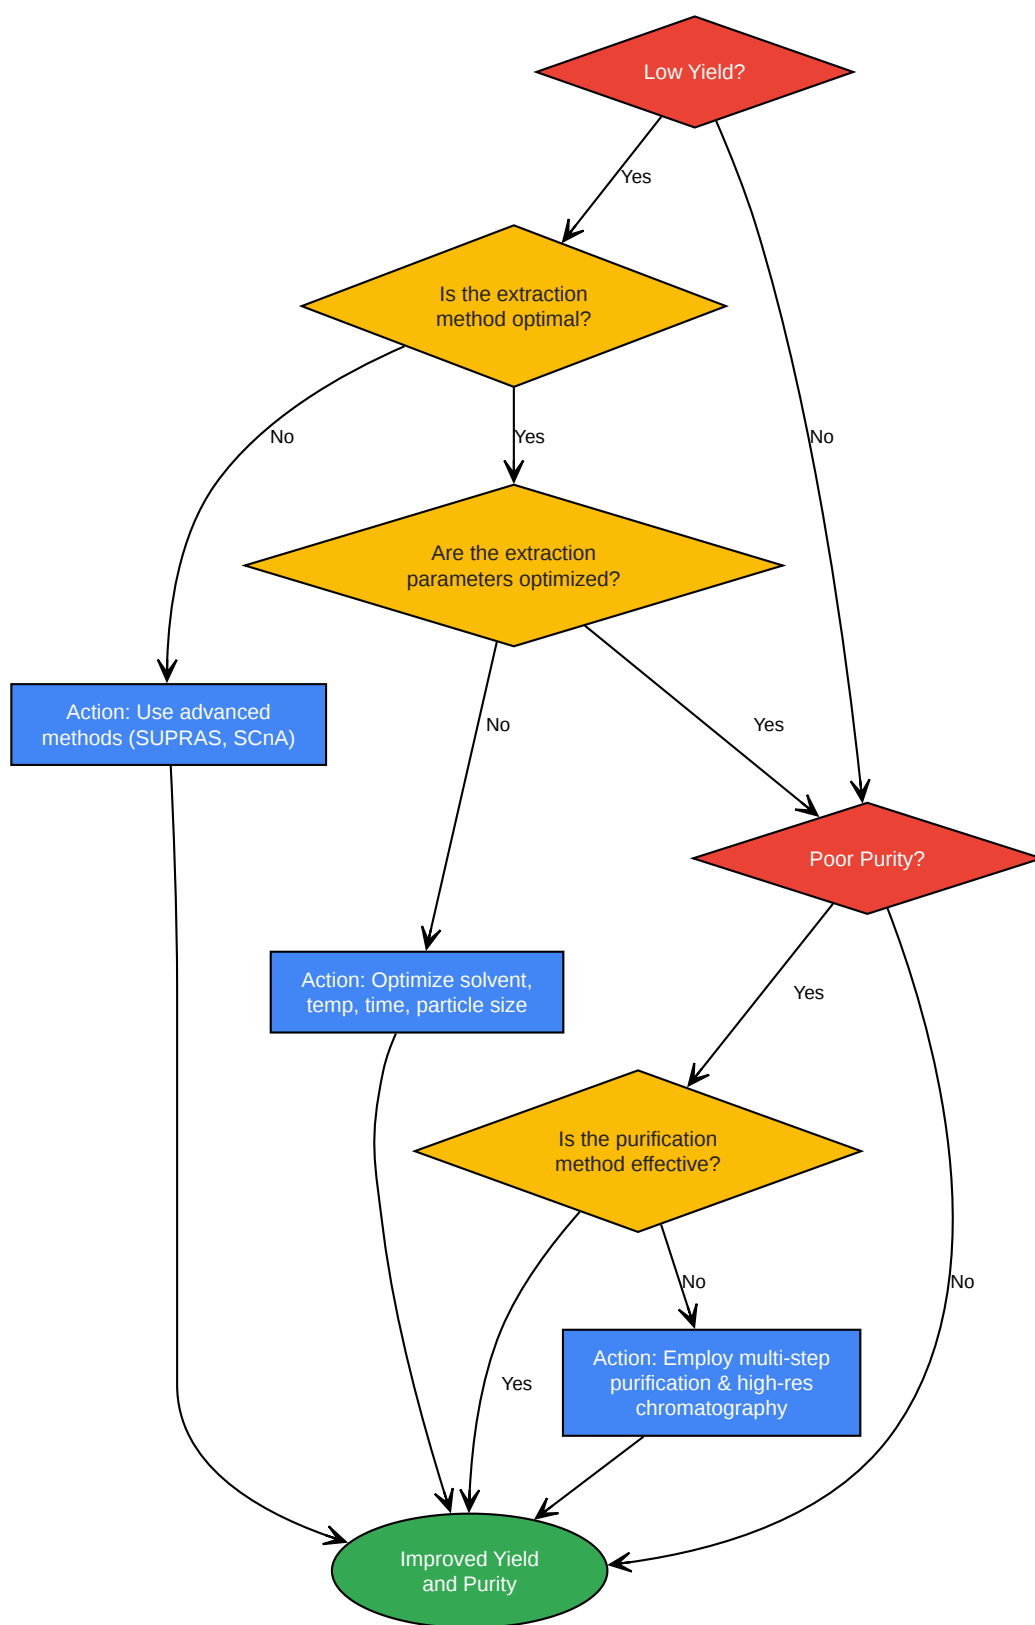 Low Yield?
Yes
Is the extraction
method optimal?
No
Yes
No
Are the extraction
parameters optimized?
Action: Use advanced
methods (SUPRAS, SCnA)
No
Yes
Poor Purity?
Action: Optimize solvent,
temp, time, particle size
Yes
Is the purification
method effective?
No
No
Action: Employ multi-step
purification & high-res
chromatography
Yes
Improved Yield
and Purity